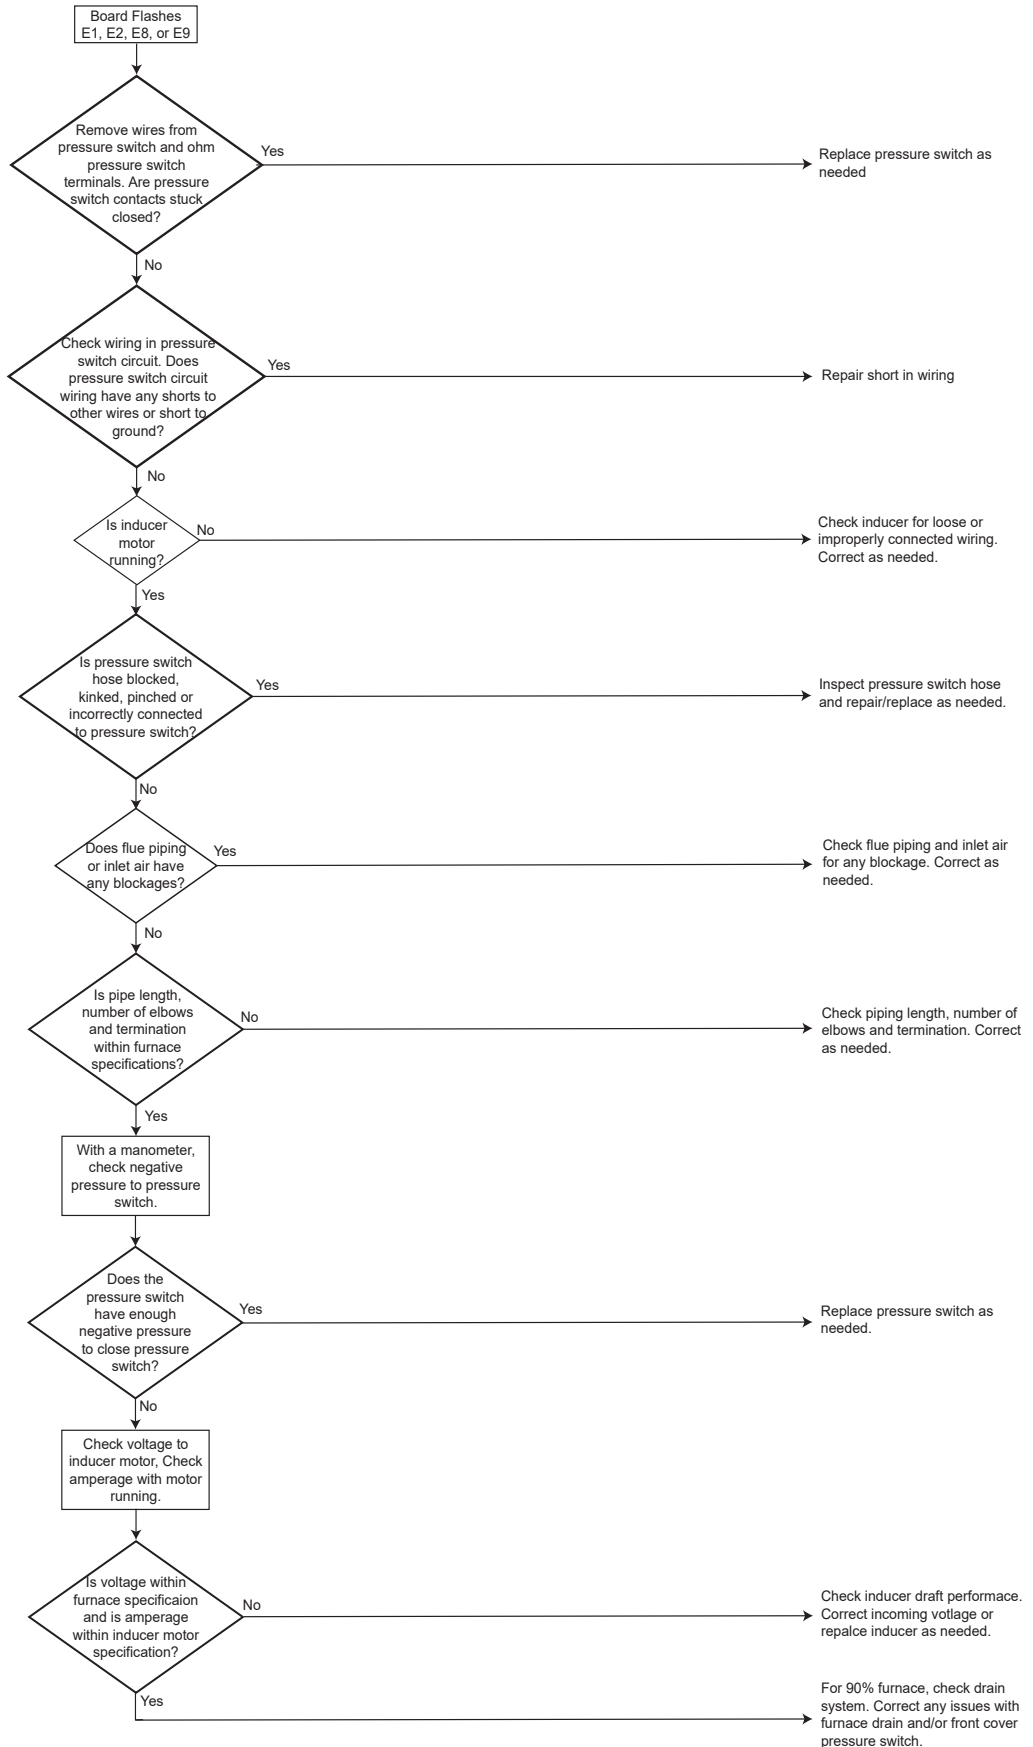 Board Flashes
E1, E2, E8, or E9
Remove wires from
pressure switch and ohm
pressure switch
terminals. Are pressure
switch contacts stuck
closed?
Yes
Replace pressure switch as
needed
No
Check wiring in pressure
switch circuit. Does
pressure switch circuit
wiring have any shorts to
other wires or short to
ground?
Yes
Repair short in wiring
No
Is inducer
motor
running?
No
Check inducer for loose or
improperly connected wiring.
Correct as needed.
Yes
Is pressure switch
hose blocked,
kinked, pinched or
incorrectly connected
to pressure switch?
Yes
Inspect pressure switch hose
and repair/replace as needed.
No
Does flue piping
or inlet air have
any blockages?
Yes
Check flue piping and inlet air
for any blockage. Correct as
needed.
No
Is pipe length,
number of elbows
and termination
within furnace
specifications?
No
Check piping length, number of
elbows and termination. Correct
as needed.
Yes
With a manometer,
check negative
pressure to pressure
switch.
Does the
pressure switch
have enough
negative pressure
to close pressure
switch?
Yes
Replace pressure switch as
needed.
No
Check voltage to
inducer motor, Check
amperage with motor
running.
Is voltage within
furnace specificaion
and is amperage
within inducer motor
specification?
No
Check inducer draft performace.
Correct incoming votlage or
repalce inducer as needed.
Yes
For 90% furnace, check drain
system. Correct any issues with
furnace drain and/or front cover
pressure switch.